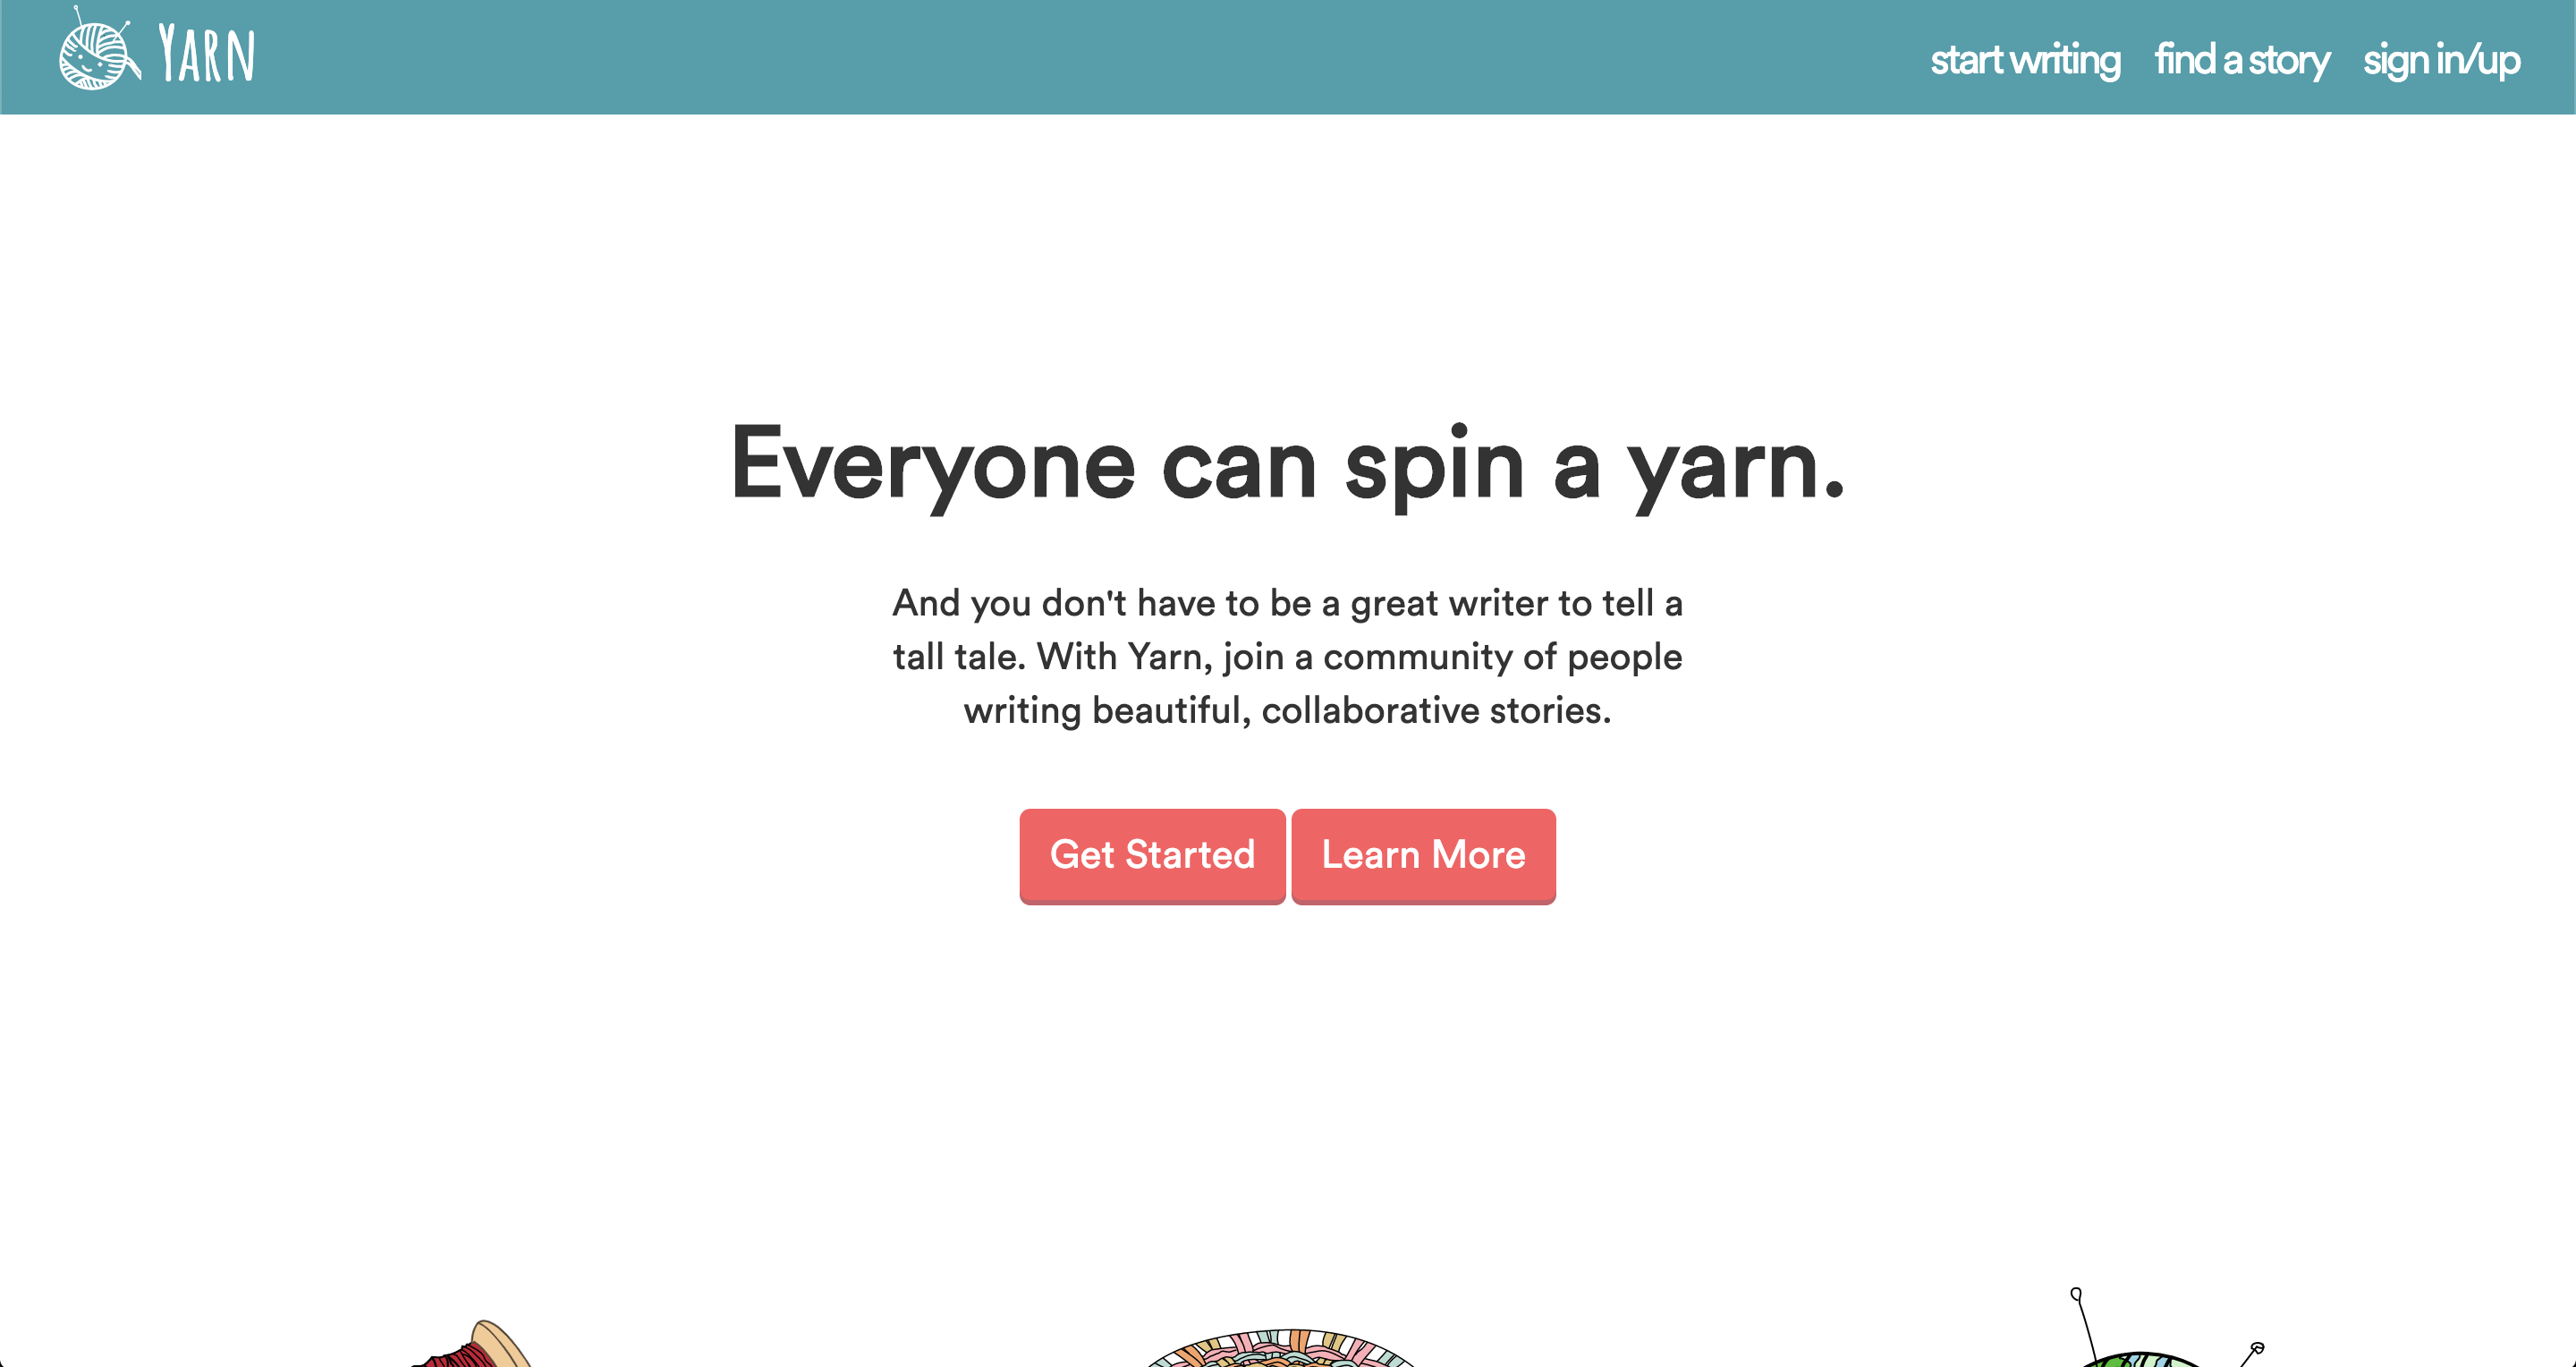 YARN
start writing find a story sign in/up
Everyone can spin a yarn.
And you don't have to be a great writer to tell a
tall tale. With Yarn, join a community of people
writing beautiful, collaborative stories.
Get Started Learn More